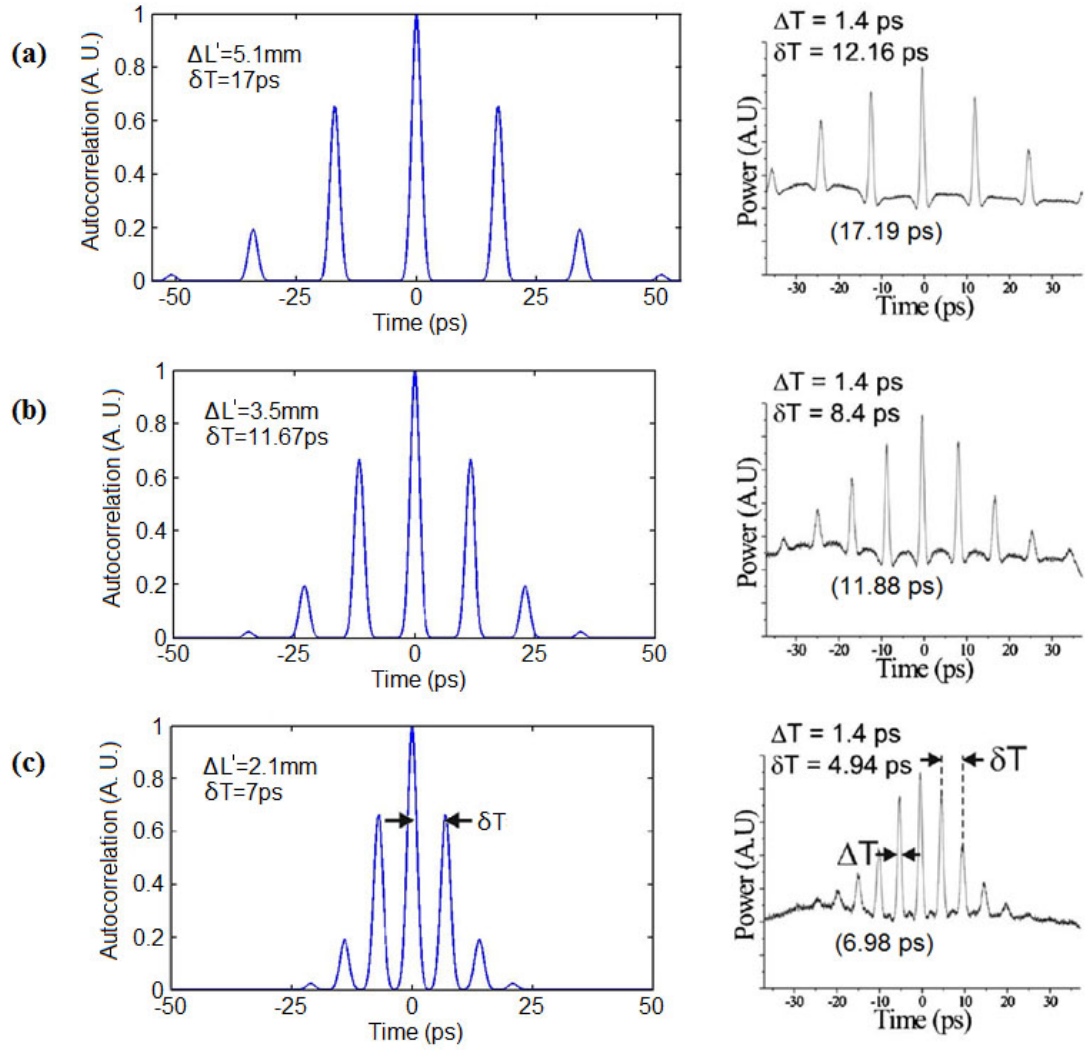 (a)
Autocorrelation (A. U.)
1
0.8
0.6
0.4
0.2
0
ΔL'=5.1mm
δT=17ps
-50 -25 0 25 50
Time (ps)
ΔT = 1.4 ps
δT = 12.16 ps
Power (A.U)
(17.19 ps)
-30 -20 -10 0 10 20 30
Time (ps)
(b)
Autocorrelation (A. U.)
1
0.8
0.6
0.4
0.2
0
ΔL'=3.5mm
δT=11.67ps
-50 -25 0 25 50
Time (ps)
ΔT = 1.4 ps
δT = 8.4 ps
Power (A.U)
(11.88 ps)
-30 -20 -10 0 10 20 30
Time (ps)
(c)
Autocorrelation (A. U.)
1
0.8
0.6
0.4
0.2
0
ΔL'=2.1mm
δT=7ps
δT
-50 -25 0 25 50
Time (ps)
ΔT = 1.4 ps
δT = 4.94 ps
δT
ΔT
Power (A.U)
(6.98 ps)
-30 -20 -10 0 10 20 30
Time (ps)